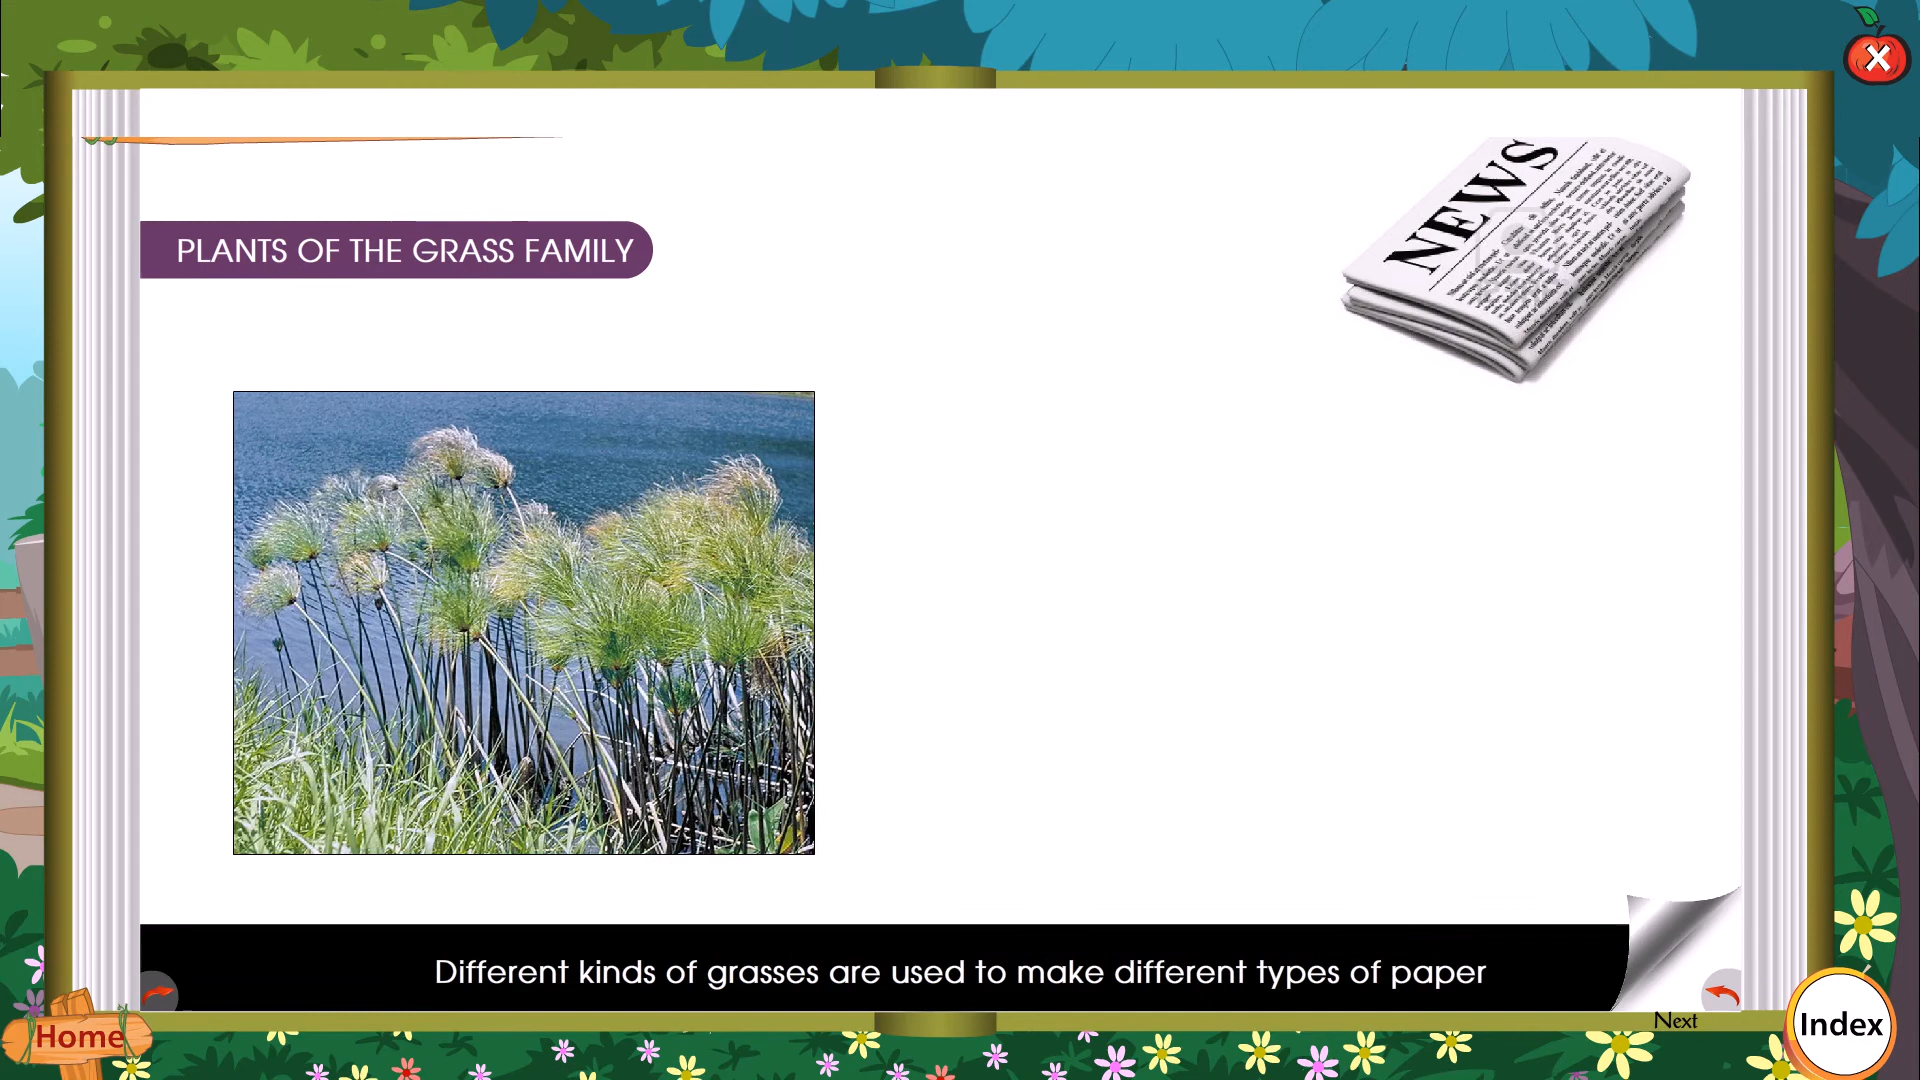 PLANTS OF THE GRASS FAMILY
NEWS
Different kinds of grasses are used to make different types of paper
Home
Next
Index